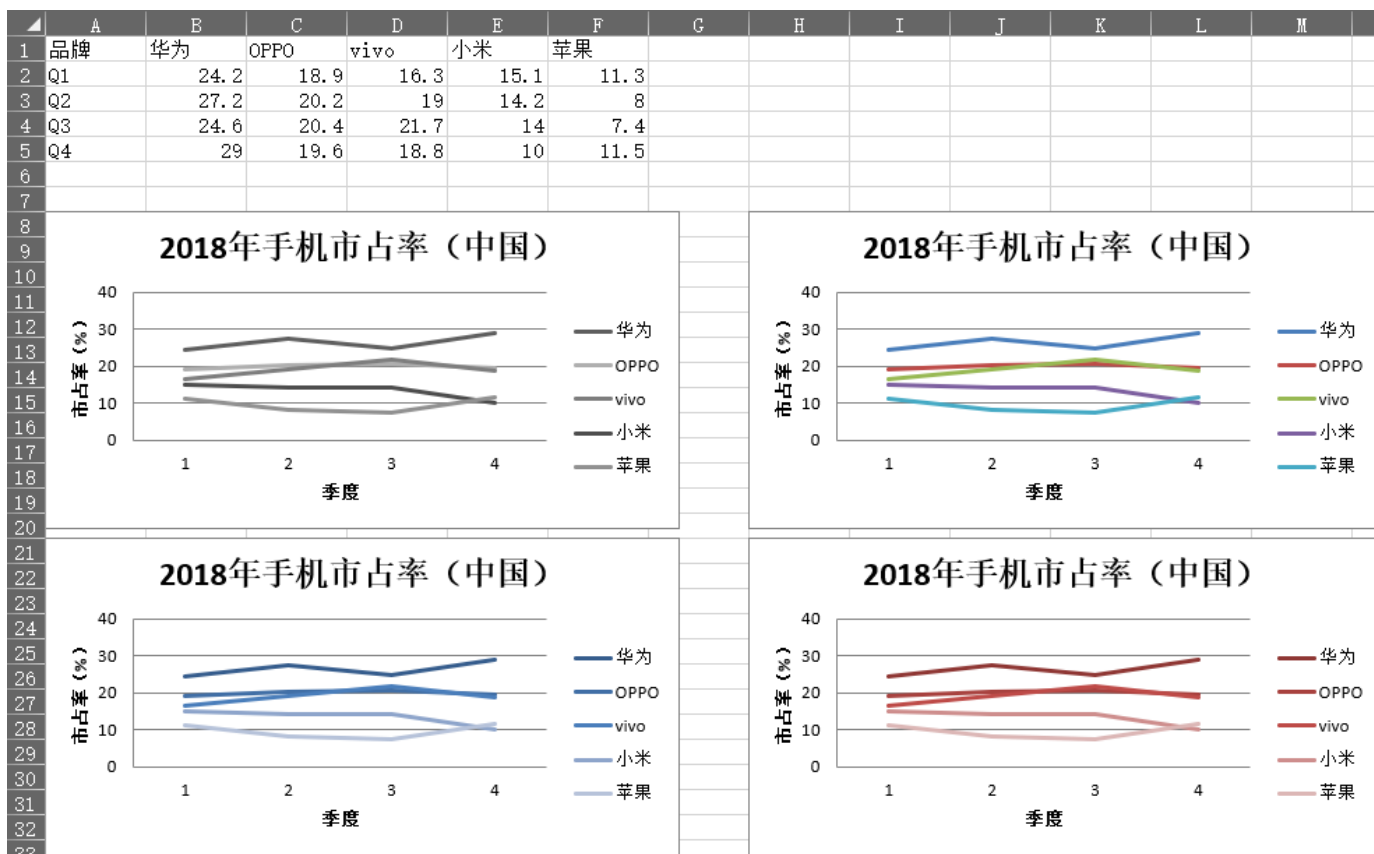 A B C D E F G H I J K L M
1 品牌 华为 OPPO vivo 小米 苹果
2 Q1 24.2 18.9 16.3 15.1 11.3
3 Q2 27.2 20.2 19 14.2 8
4 Q3 24.6 20.4 21.7 14 7.4
5 Q4 29 19.6 18.8 10 11.5
6
7
8
9
10
11
12
13
14
15
16
17
18
19
20
21
22
23
24
25
26
27
28
29
30
31
32
33
2018年手机市占率（中国）
市占率（%）
40
30
20
10
0
1 2 3 4
季度
华为
OPPO
vivo
小米
苹果
2018年手机市占率（中国）
市占率（%）
40
30
20
10
0
1 2 3 4
季度
华为
OPPO
vivo
小米
苹果
2018年手机市占率（中国）
市占率（%）
40
30
20
10
0
1 2 3 4
季度
华为
OPPO
vivo
小米
苹果
2018年手机市占率（中国）
市占率（%）
40
30
20
10
0
1 2 3 4
季度
华为
OPPO
vivo
小米
苹果